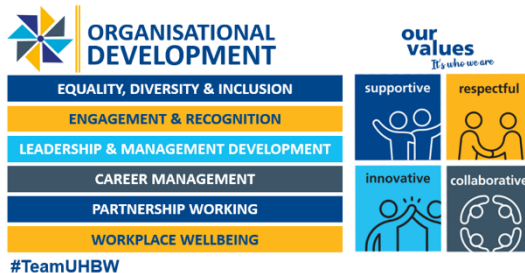 ORGANISATIONAL
DEVELOPMENT
EQUALITY, DIVERSITY & INCLUSION
ENGAGEMENT & RECOGNITION
LEADERSHIP & MANAGEMENT DEVELOPMENT
CAREER MANAGEMENT
PARTNERSHIP WORKING
WORKPLACE WELLBEING
#TeamUHBW
our
values
It's who we are
supportive
respectful
innovative
collaborative